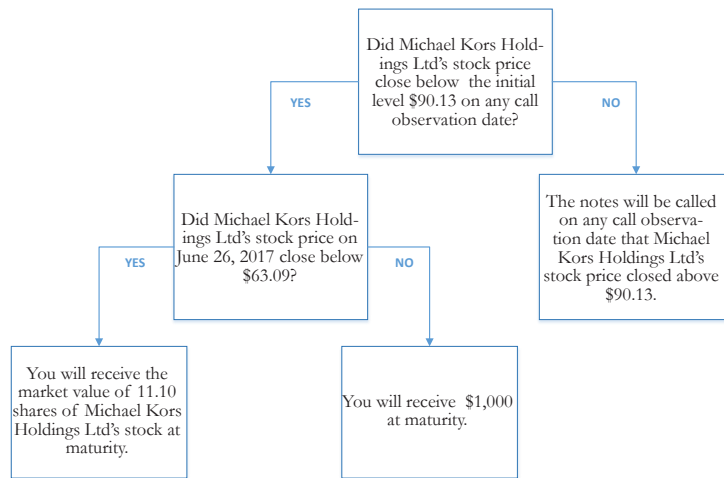 Did Michael Kors Hold-
ings Ltd's stock price
close below the initial
level $90.13 on any call
observation date?
YES
NO
Did Michael Kors Hold-
ings Ltd's stock price on
June 26, 2017 close below
$63.09?
The notes will be called
on any call observa-
tion date that Michael
Kors Holdings Ltd's
stock price closed above
$90.13.
YES
NO
You will receive the
market value of 11.10
shares of Michael Kors
Holdings Ltd's stock at
maturity.
You will receive $1,000
at maturity.